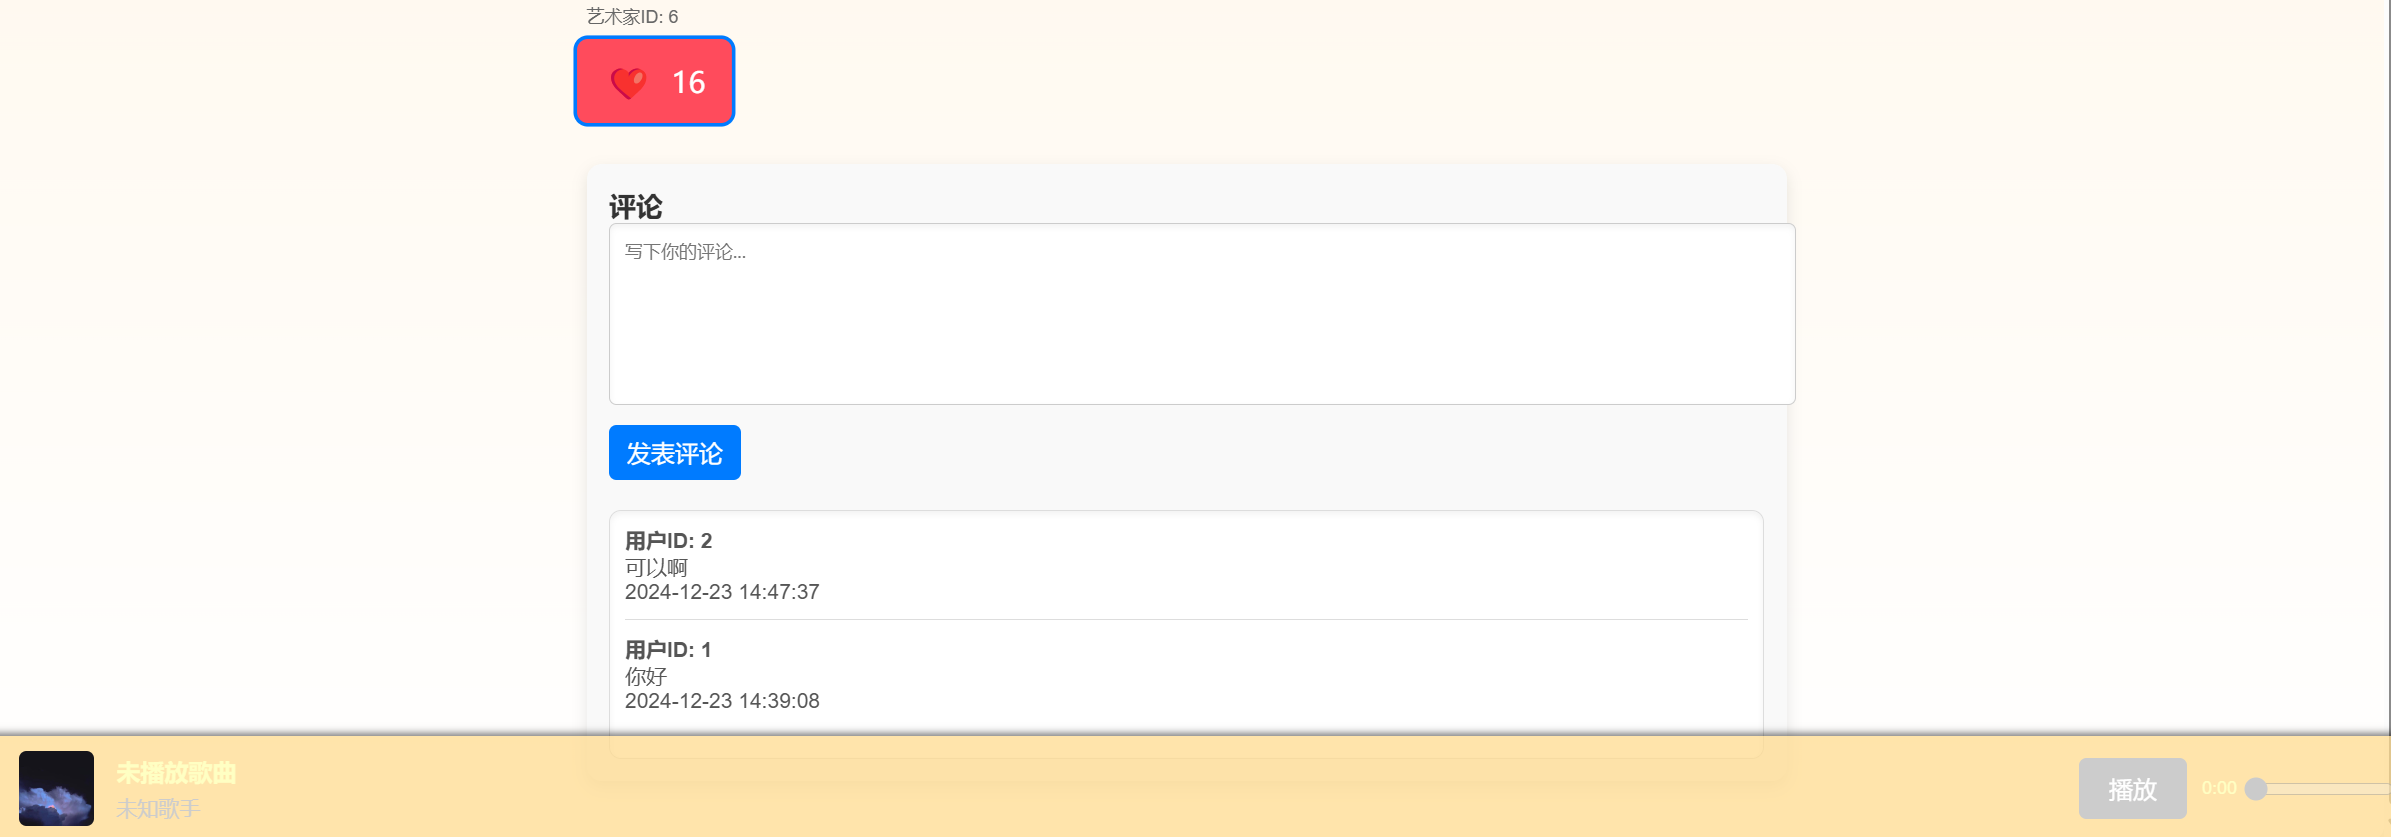 艺术家ID: 6
16
评论
写下你的评论...
发表评论
用户ID: 2
可以啊
2024-12-23 14:47:37
用户ID: 1
你好
2024-12-23 14:39:08
未播放歌曲
未知歌手
播放
0:00